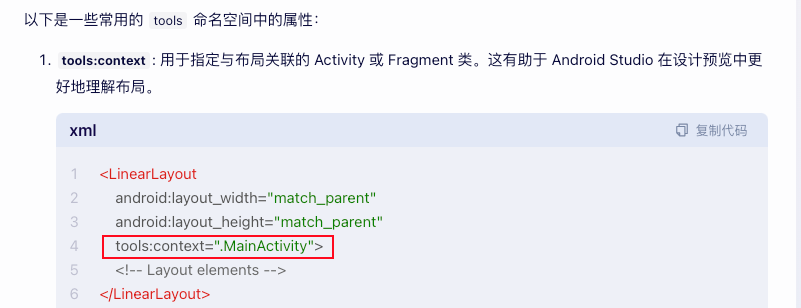 以下是一些常用的 tools 命名空间中的属性：
1. tools:context：用于指定与布局关联的 Activity 或 Fragment 类。这有助于 Android Studio 在设计预览中更
好地理解布局。
xml 复制代码
1 <LinearLayout
2 android:layout_width="match_parent"
3 android:layout_height="match_parent"
4 tools:context=".MainActivity">
5 <!-- Layout elements -->
6 </LinearLayout>